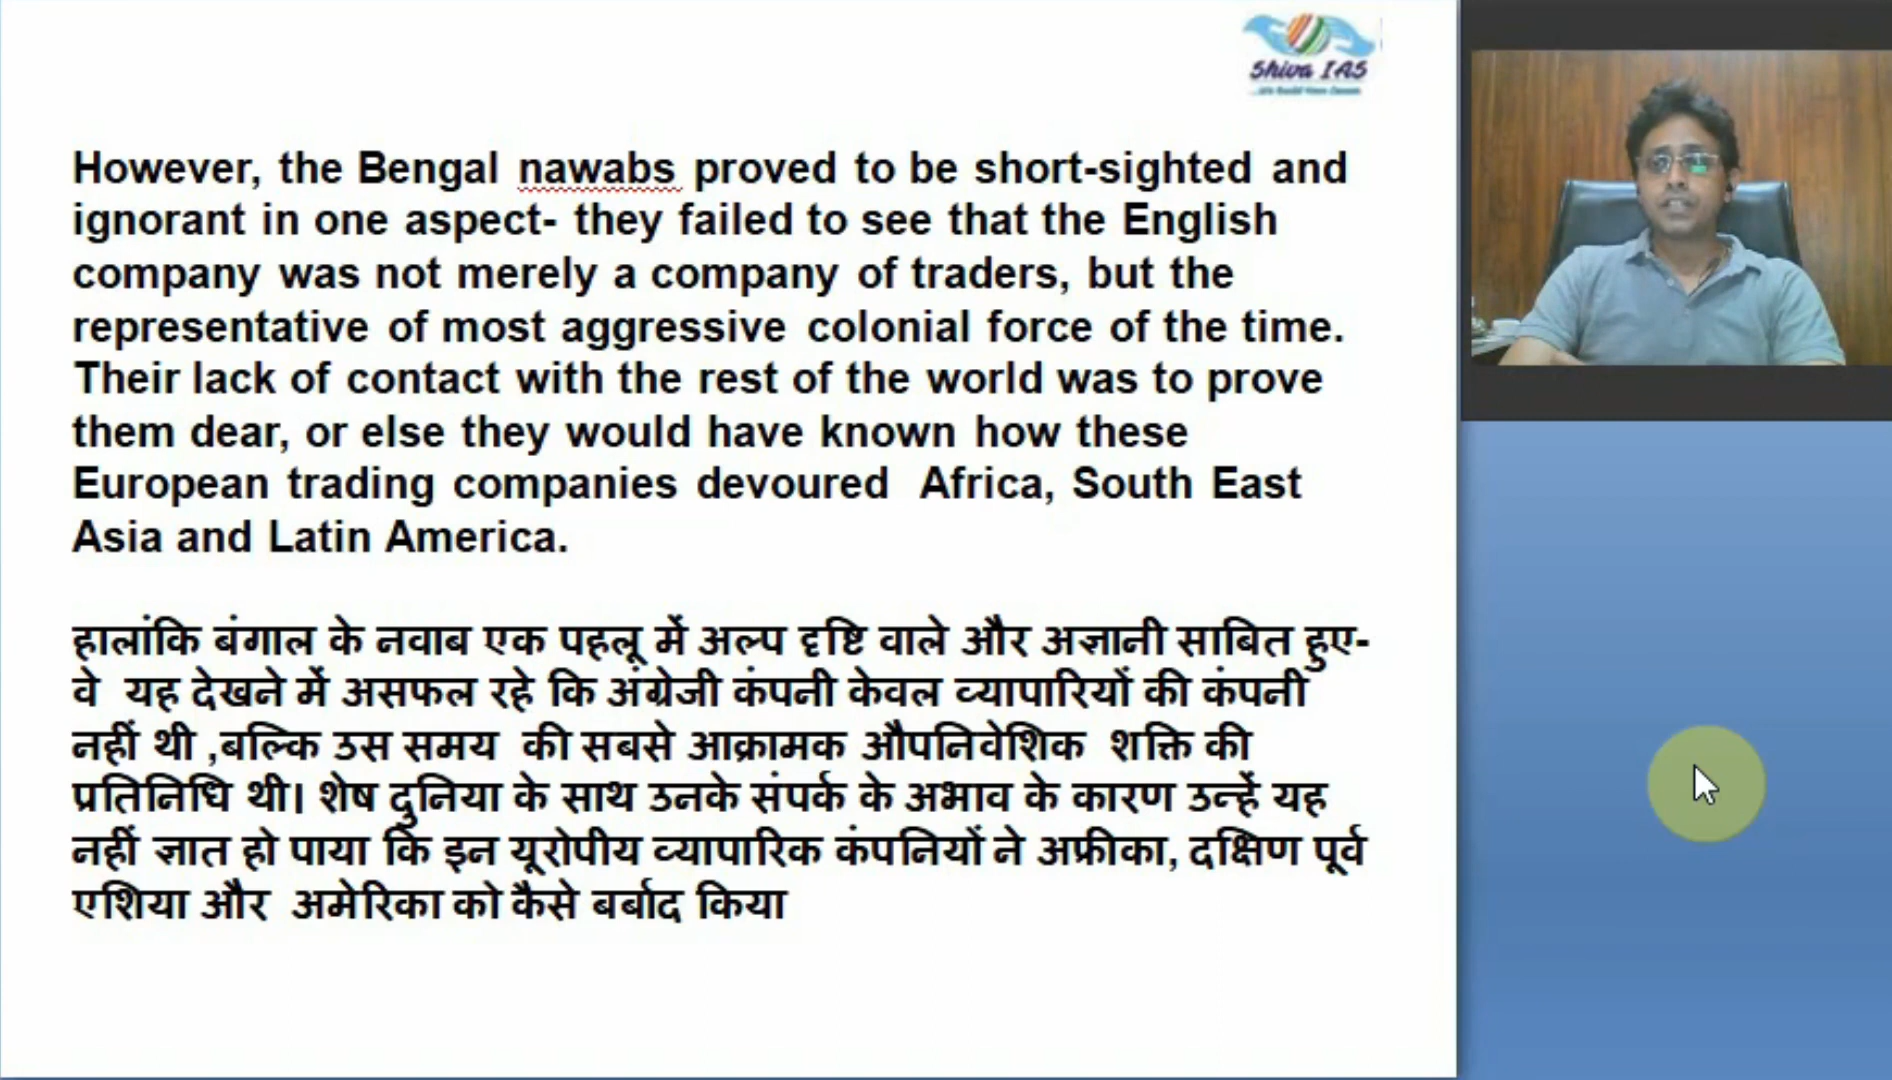 Shiva IAS
However, the Bengal nawabs proved to be short-sighted and
ignorant in one aspect- they failed to see that the English
company was not merely a company of traders, but the
representative of most aggressive colonial force of the time.
Their lack of contact with the rest of the world was to prove
them dear, or else they would have known how these
European trading companies devoured Africa, South East
Asia and Latin America.
हालांकि बंगाल के नवाब एक पहलू में अल्प दृष्टि वाले और अज्ञानी साबित हुए-
वे यह देखने में असफल रहे कि अंग्रेजी कंपनी केवल व्यापारियों की कंपनी
नहीं थी ,बल्कि उस समय की सबसे आक्रामक औपनिवेशिक शक्ति की
प्रतिनिधि थी। शेष दुनिया के साथ उनके संपर्क के अभाव के कारण उन्हें यह
नहीं ज्ञात हो पाया कि इन यूरोपीय व्यापारिक कंपनियों ने अफ्रीका, दक्षिण पूर्व
एशिया और अमेरिका को कैसे बर्बाद किया